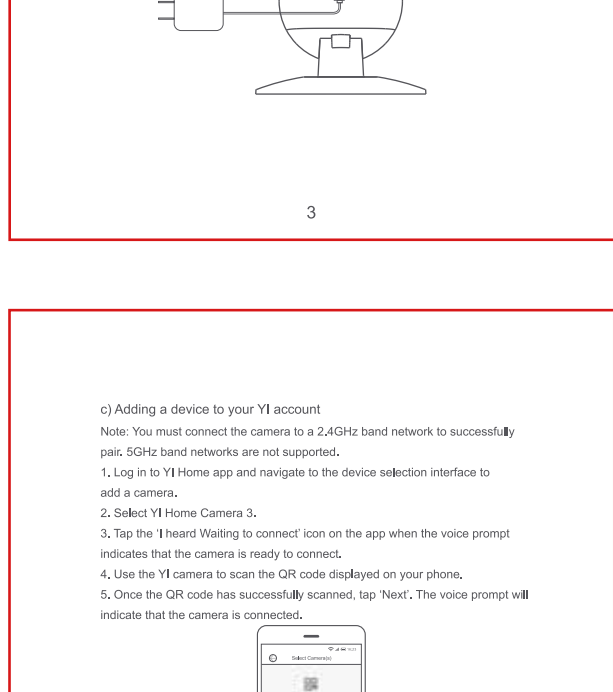 3
c) Adding a device to your YI account
Note: You must connect the camera to a 2.4GHz band network to successfully
pair. 5GHz band networks are not supported.
1. Log in to YI Home app and navigate to the device selection interface to
add a camera.
2. Select YI Home Camera 3.
3. Tap the ‘I heard Waiting to connect’ icon on the app when the voice prompt
indicates that the camera is ready to connect.
4. Use the YI camera to scan the QR code displayed on your phone.
5. Once the QR code has successfully scanned, tap ‘Next’. The voice prompt will
indicate that the camera is connected.
Select Camera(s)